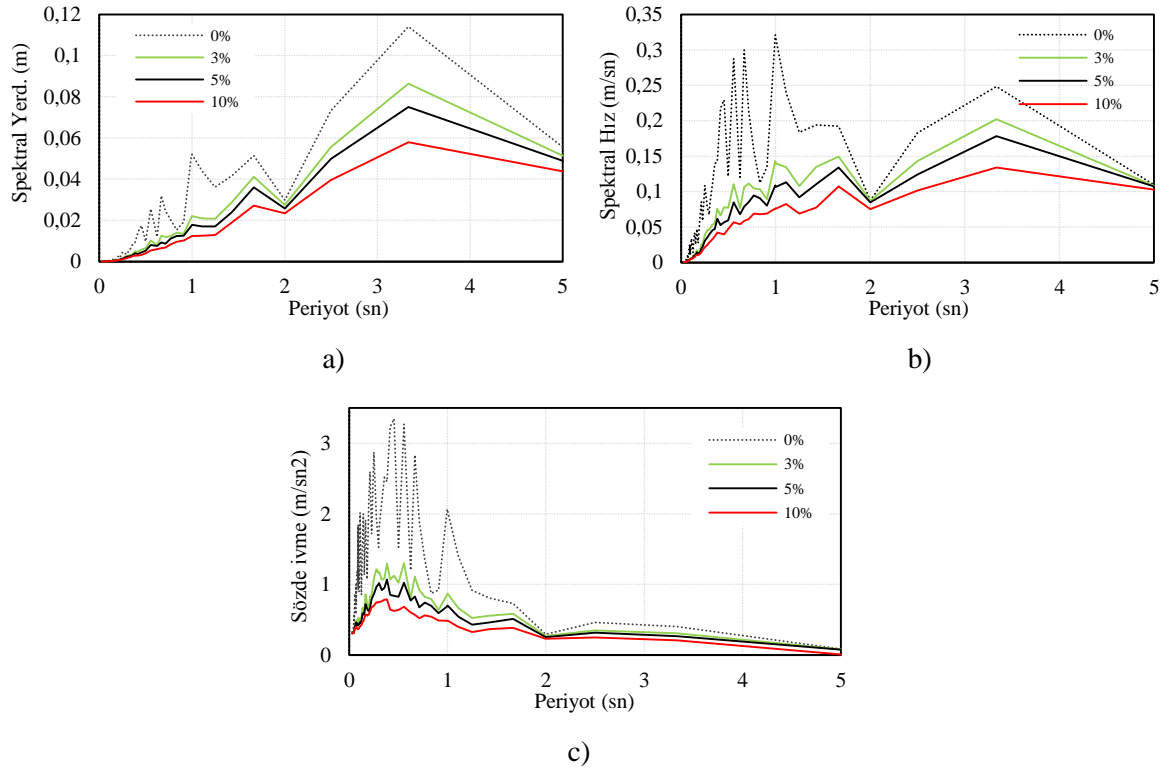 0,12
0,1
0,08
0,06
0,04
0,02
0
Spektral Yerd. (m)
0%
3%
5%
10%
0 1 2 3 4 5
Periyot (sn)
a)
0,35
0,3
0,25
0,2
0,15
0,1
0,05
0
Spektral Hız (m/sn)
0%
3%
5%
10%
0 1 2 3 4 5
Periyot (sn)
b)
3
2
1
0
Sözde ivme (m/sn2)
0%
3%
5%
10%
0 1 2 3 4 5
Periyot (sn)
c)